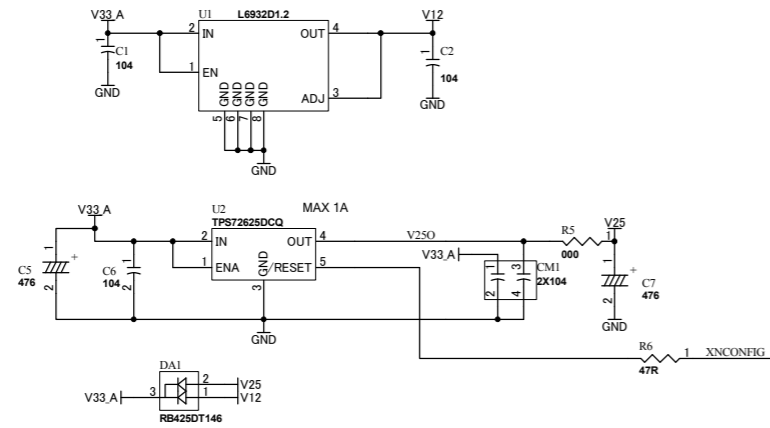 V33_A
U1
L6932D1.2
V12
2 IN
OUT 4
1
C1
104
1
C2
104
1 EN
GND
GND GND GND GND
ADJ 3
GND
5 6 7 8
GND
V33_A
U2
TPS72625DCQ
MAX 1A
2 IN
OUT 4
V25O
R5
1
000
V25
1
+
C5
476
2
1
C6
104
2
1 ENA
GND
/RESET 5
3
V33_A
1 3
CM1
2X104
2 4
1
+
C7
476
2
GND
GND
R6
1
XNCONFIG
47R
DA1
V33_A
3
2
V25
1
V12
RB425DT146